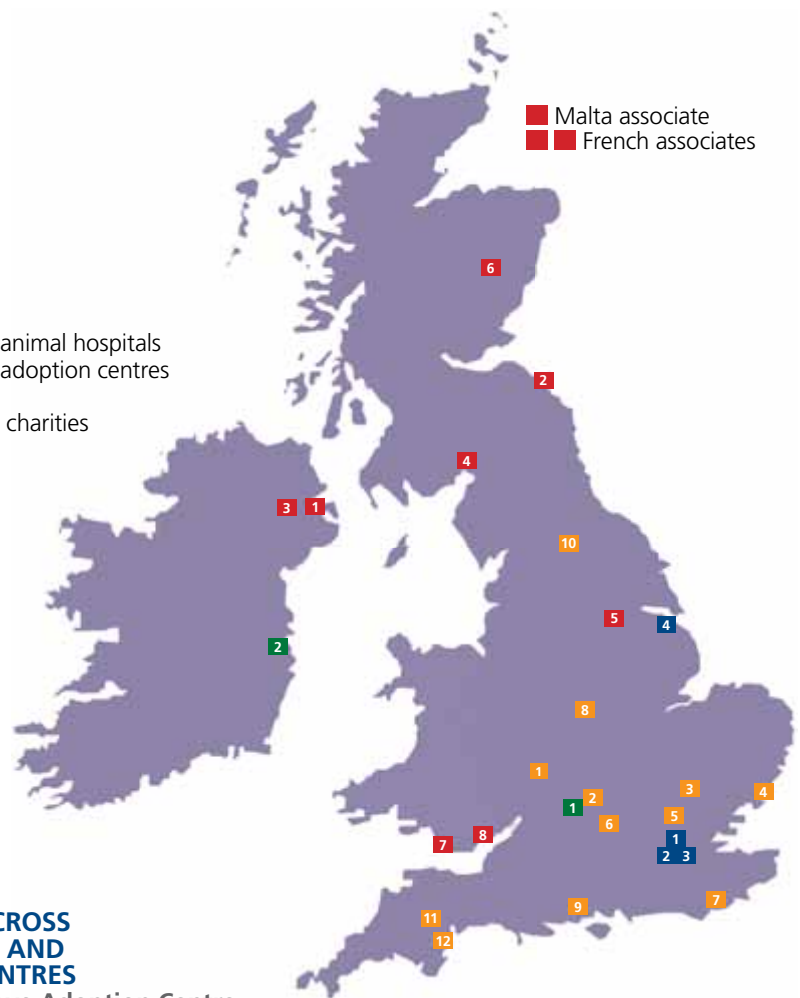 Malta associate
French associates
6
animal hospitals
adoption centres
2
charities
4
3 1
10
5
4
2
8
1
3
4
2
1
5
6
1
8
7
2 3
7
9
11
12
CROSS
AND
NTRES
Adoption Centre